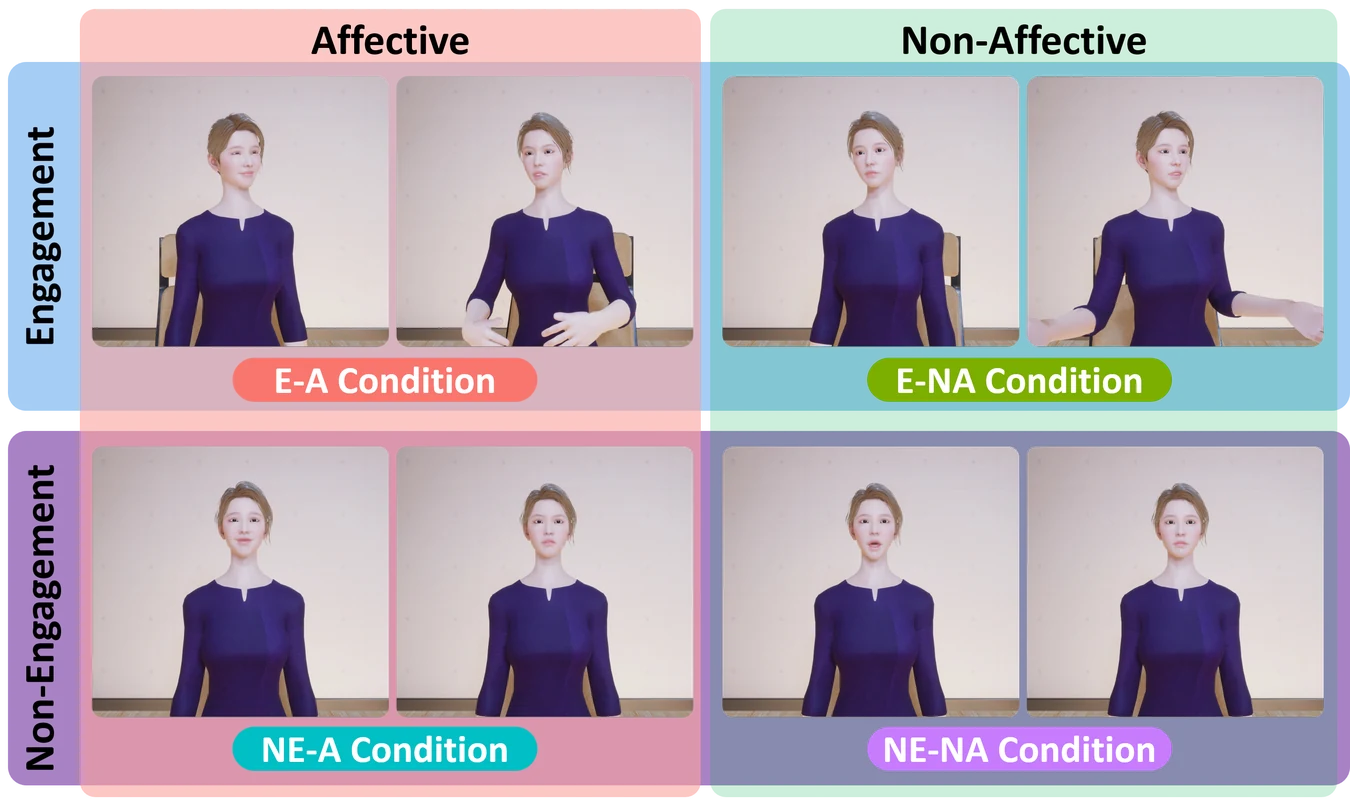 Affective
Non-Affective
Engagement
E-A Condition
E-NA Condition
Non-Engagement
NE-A Condition
NE-NA Condition